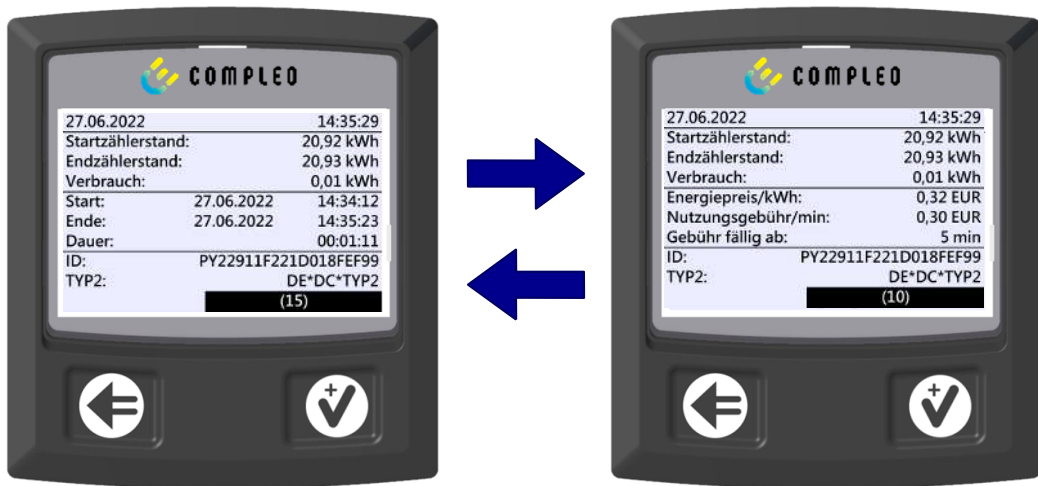 COMPLEO
27.06.2022 14:35:29
Startzählerstand: 20,92 kWh
Endzählerstand: 20,93 kWh
Verbrauch: 0,01 kWh
Start: 27.06.2022 14:34:12
Ende: 27.06.2022 14:35:23
Dauer: 00:01:11
ID: PY22911F221D018FEF99
TYP2: DE*DC*TYP2
(15)
COMPLEO
27.06.2022 14:35:29
Startzählerstand: 20,92 kWh
Endzählerstand: 20,93 kWh
Verbrauch: 0,01 kWh
Energiepreis/kWh: 0,32 EUR
Nutzungsgebühr/min: 0,30 EUR
Gebühr fällig ab: 5 min
ID: PY22911F221D018FEF99
TYP2: DE*DC*TYP2
(10)